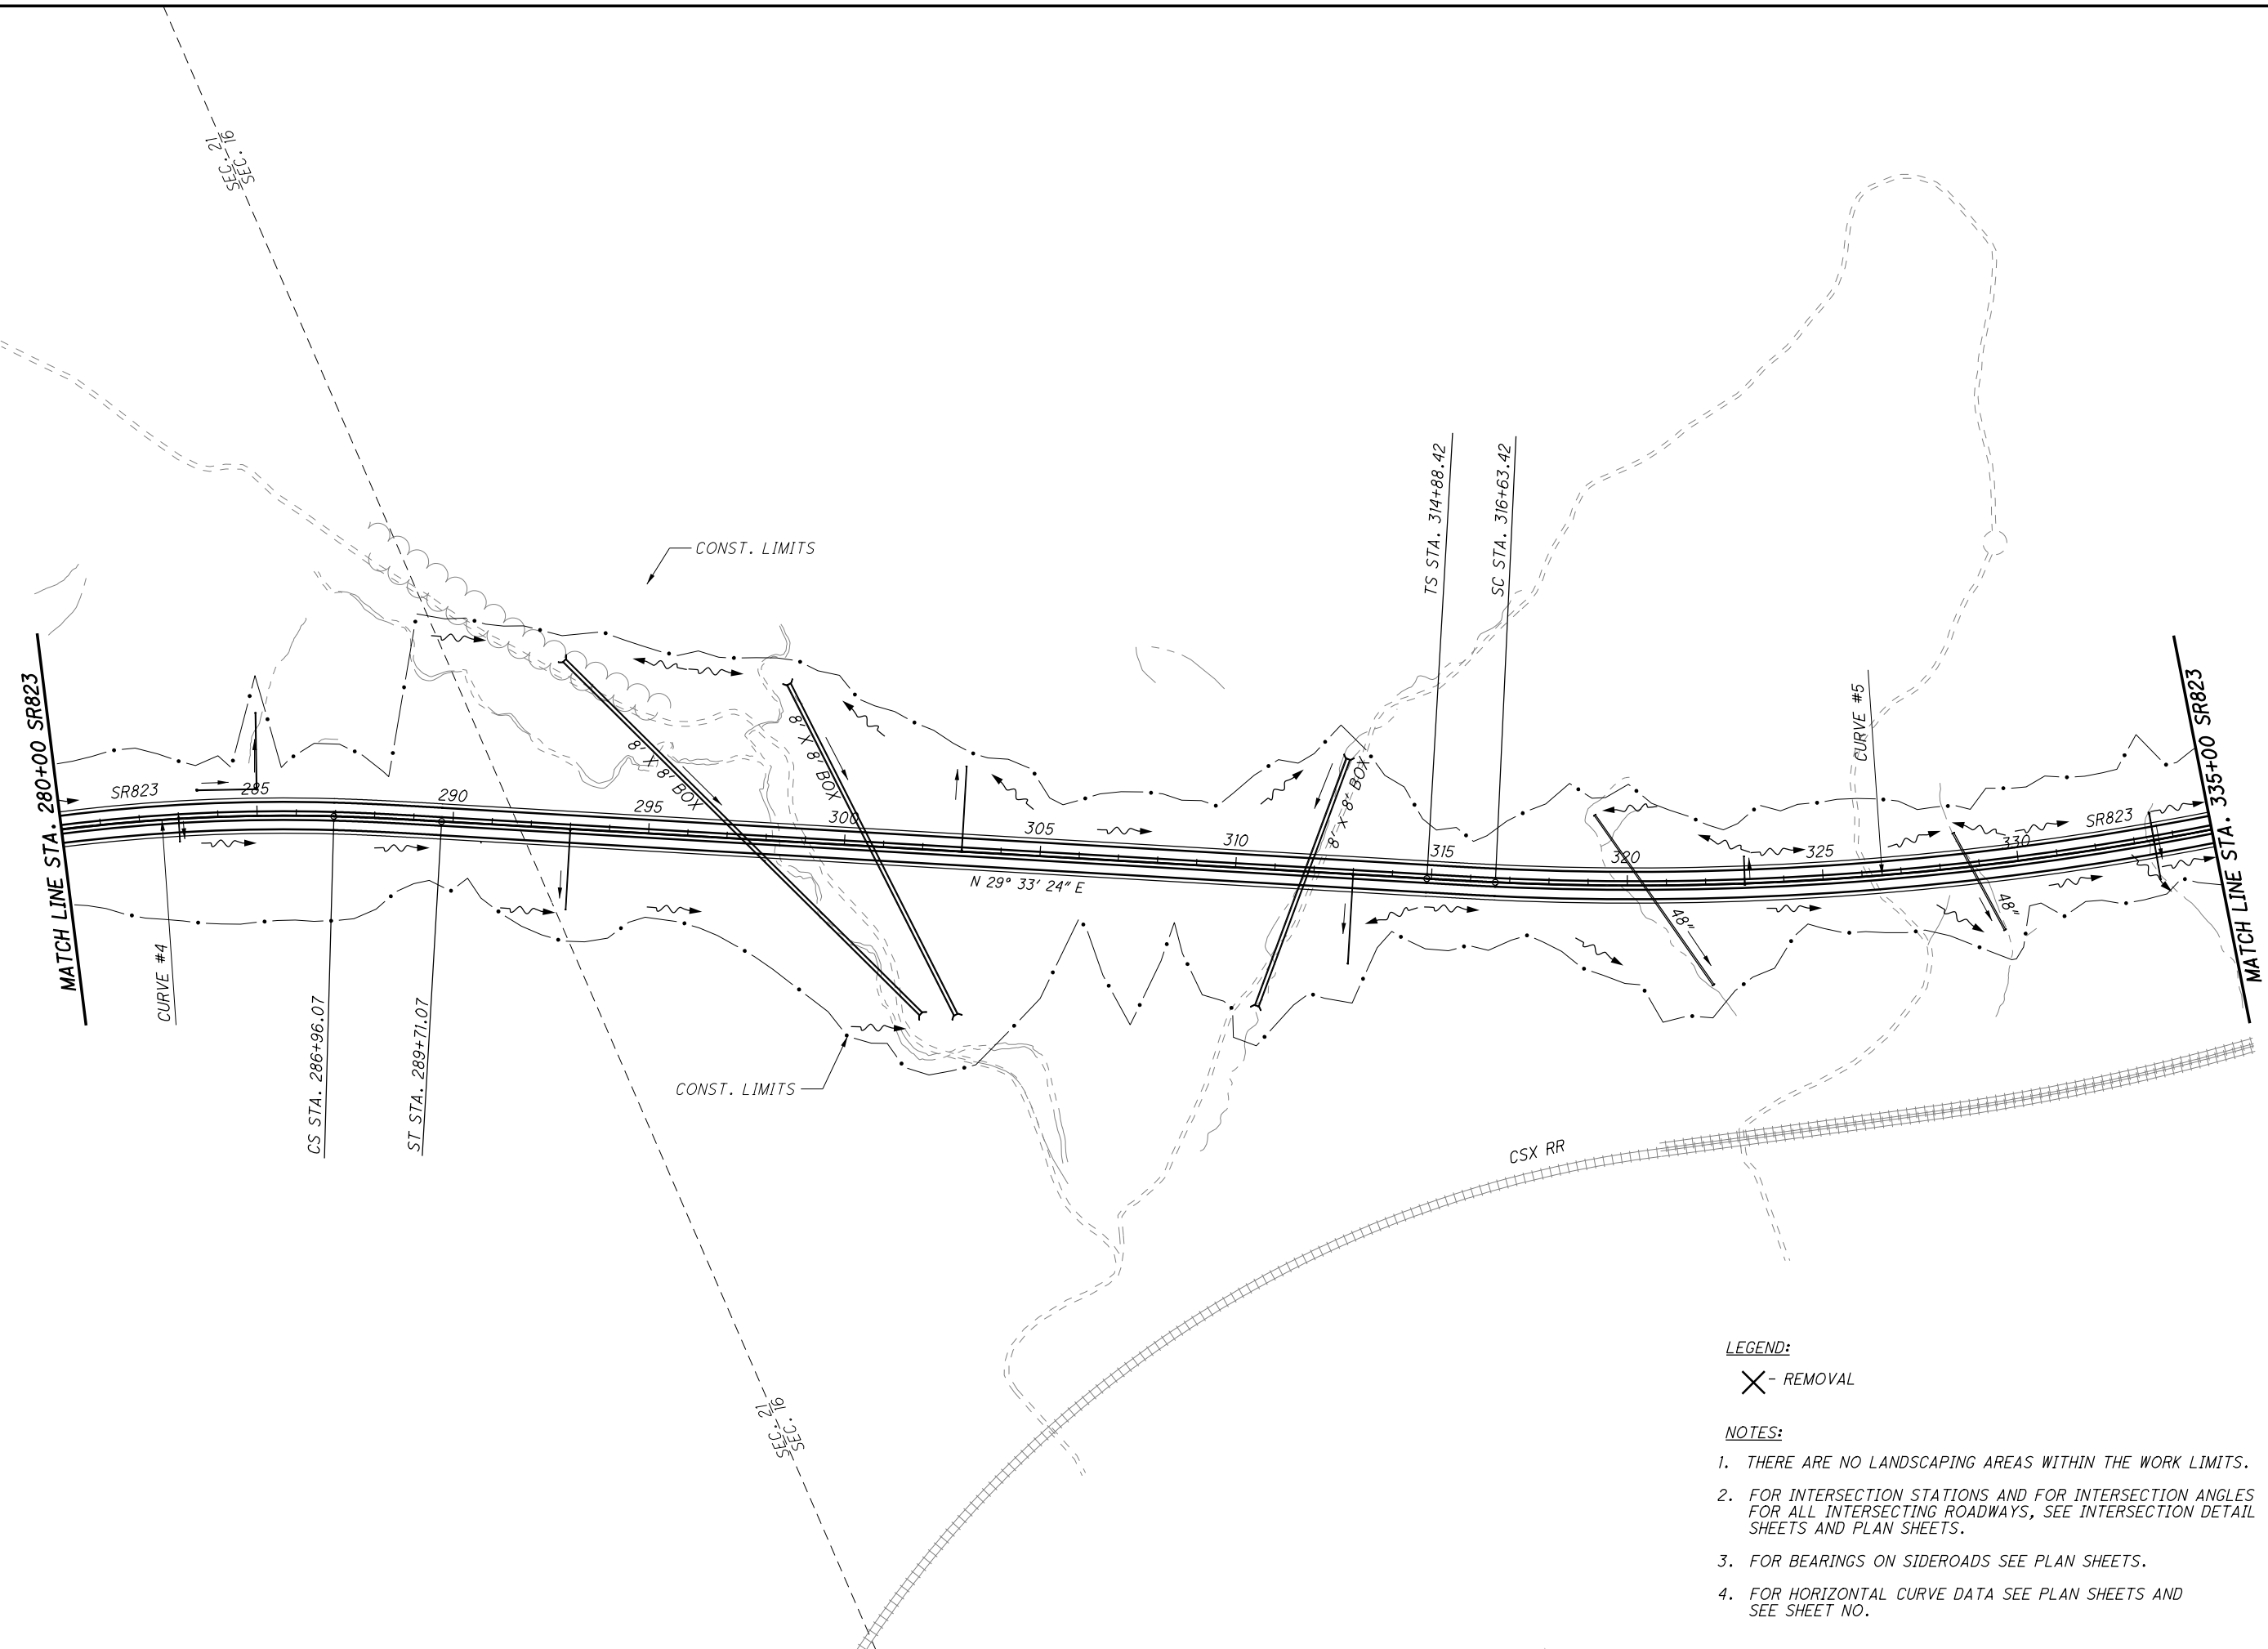 SEC. 21
SEC. 16
CONST. LIMITS
TS STA. 314+88.42
SC STA. 316+63.42
MATCH LINE STA. 280+00 SR823
MATCH LINE STA. 335+00 SR823
CURVE #5
8' X 8' BOX
8' X 8' BOX
8' X 8' BOX
SR823
285
290
295
300
305
310
315
320
325
330
SR823
N 29° 33' 24" E
48"
48"
CURVE #4
CS STA. 286+96.07
ST STA. 289+71.07
CONST. LIMITS
CSX RR
SEC. 21
SEC. 16
LEGEND:
X - REMOVAL
NOTES:
1. THERE ARE NO LANDSCAPING AREAS WITHIN THE WORK LIMITS.
2. FOR INTERSECTION STATIONS AND FOR INTERSECTION ANGLES
FOR ALL INTERSECTING ROADWAYS, SEE INTERSECTION DETAIL
SHEETS AND PLAN SHEETS.
3. FOR BEARINGS ON SIDEROADS SEE PLAN SHEETS.
4. FOR HORIZONTAL CURVE DATA SEE PLAN SHEETS AND
SEE SHEET NO.